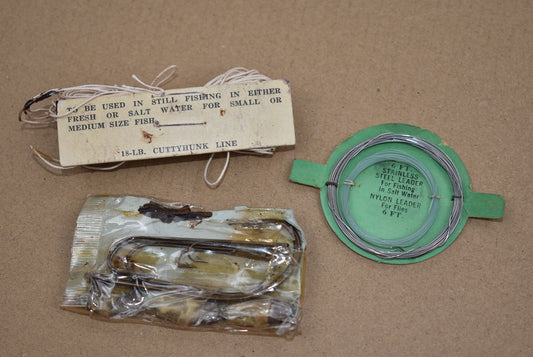 TO BE USED IN STILL FISHING IN EITHER
FRESH OR SALT WATER FOR SMALL OR
MEDIUM SIZE FISH
18-LB. CUTTYHUNK LINE
6 FT.
STAINLESS
STEEL LEADER
For Fishing
in Salt Water
NYLON LEADER
For Flies
6 FT.